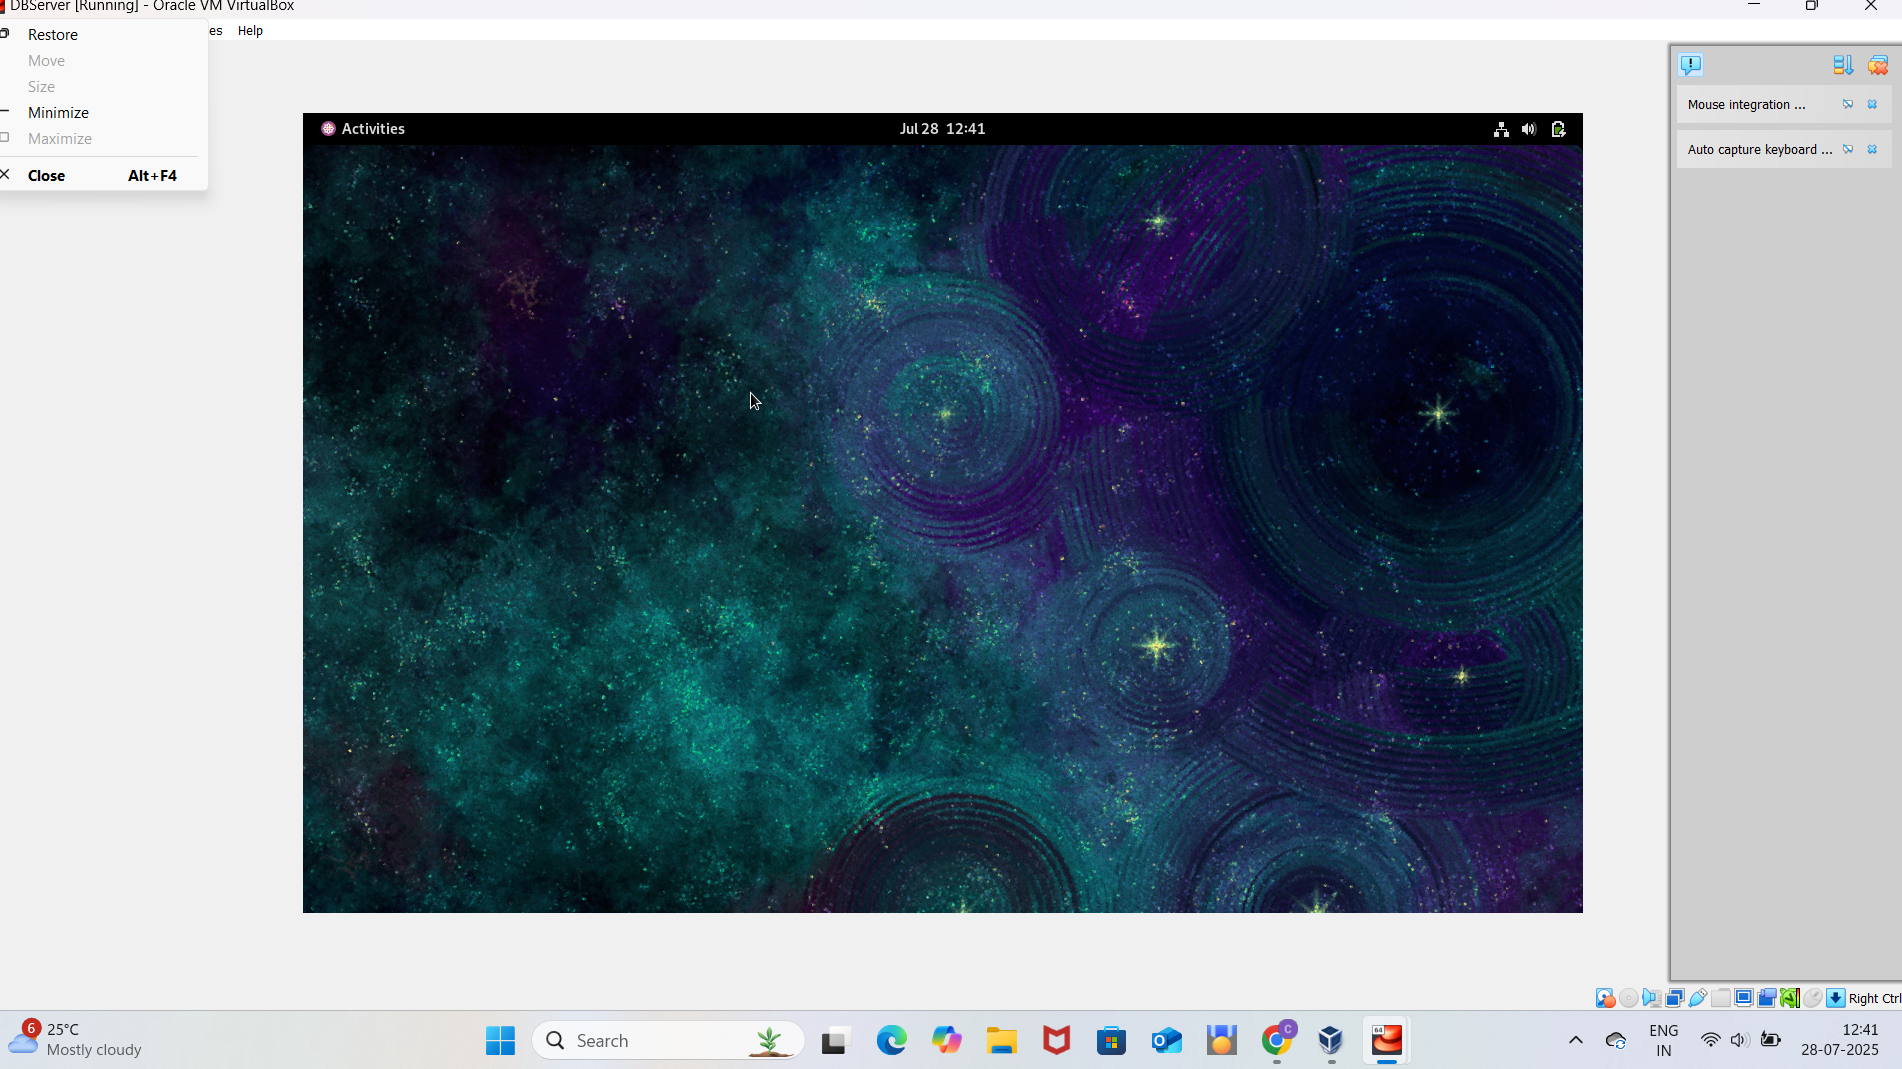 DBServer [Running] - Oracle VM VirtualBox
es Help
Restore
Move
Size
Minimize
Maximize
Close Alt+F4
Activities
Jul 28 12:41
Mouse integration ...
Auto capture keyboard ...
Right Ctrl
6
25°C
Mostly cloudy
Search
C
64
ENG
IN
12:41
28-07-2025